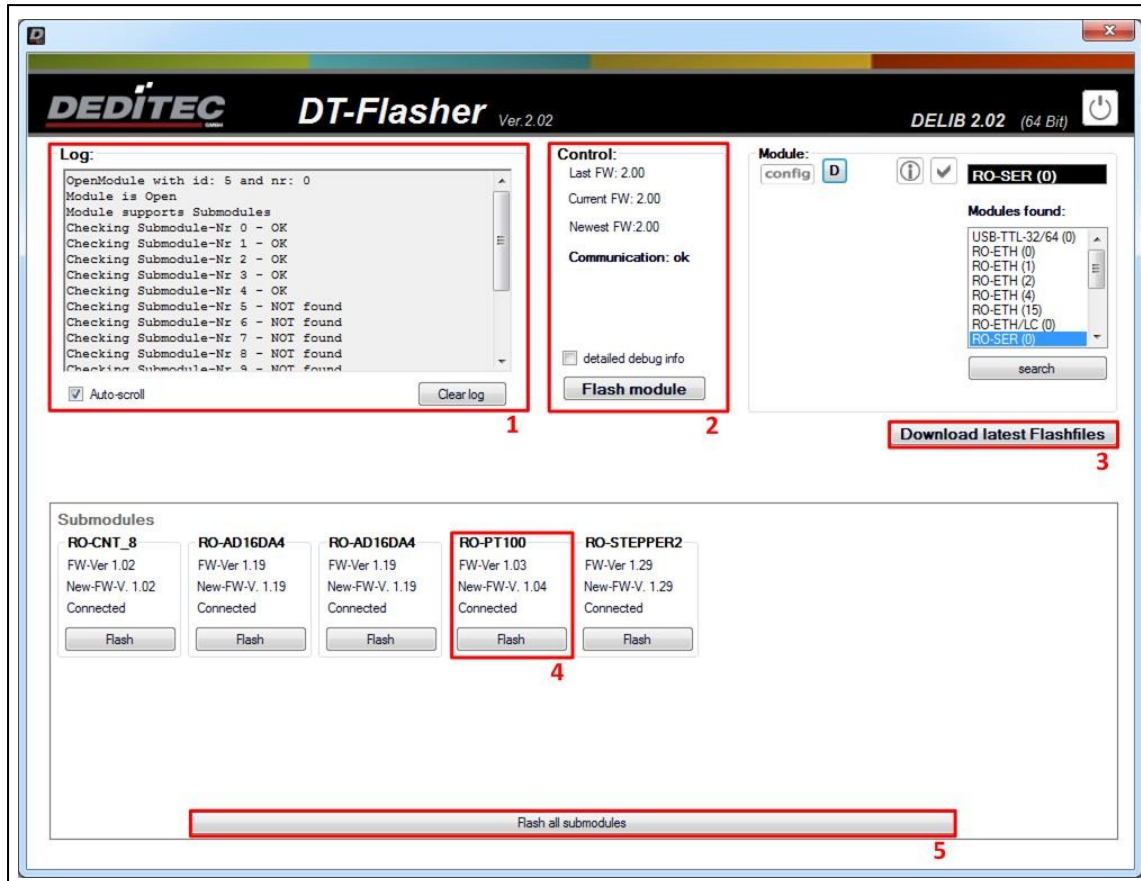 DEDITEC
GMBH
DT-Flasher Ver.2.02
DELIB 2.02 (64 Bit)
Log:
OpenModule with id: 5 and nr: 0
Module is Open
Module supports Submodules
Checking Submodule-Nr 0 - OK
Checking Submodule-Nr 1 - OK
Checking Submodule-Nr 2 - OK
Checking Submodule-Nr 3 - OK
Checking Submodule-Nr 4 - OK
Checking Submodule-Nr 5 - NOT found
Checking Submodule-Nr 6 - NOT found
Checking Submodule-Nr 7 - NOT found
Checking Submodule-Nr 8 - NOT found
Checking Submodule-Nr 9 - NOT found
Auto-scroll
Clear log
1
Control:
Last FW: 2.00
Current FW: 2.00
Newest FW:2.00
Communication: ok
detailed debug info
Flash module
2
Module:
config D
RO-SER (0)
Modules found:
USB-TTL-32/64 (0)
RO-ETH (0)
RO-ETH (1)
RO-ETH (2)
RO-ETH (4)
RO-ETH (15)
RO-ETH/LC (0)
RO-SER (0)
search
Download latest Flashfiles
3
Submodules
RO-CNT_8
FW-Ver 1.02
New-FW-V. 1.02
Connected
Flash
RO-AD16DA4
FW-Ver 1.19
New-FW-V. 1.19
Connected
Flash
RO-AD16DA4
FW-Ver 1.19
New-FW-V. 1.19
Connected
Flash
RO-PT100
FW-Ver 1.03
New-FW-V. 1.04
Connected
Flash
4
RO-STEPPER2
FW-Ver 1.29
New-FW-V. 1.29
Connected
Flash
Flash all submodules
5